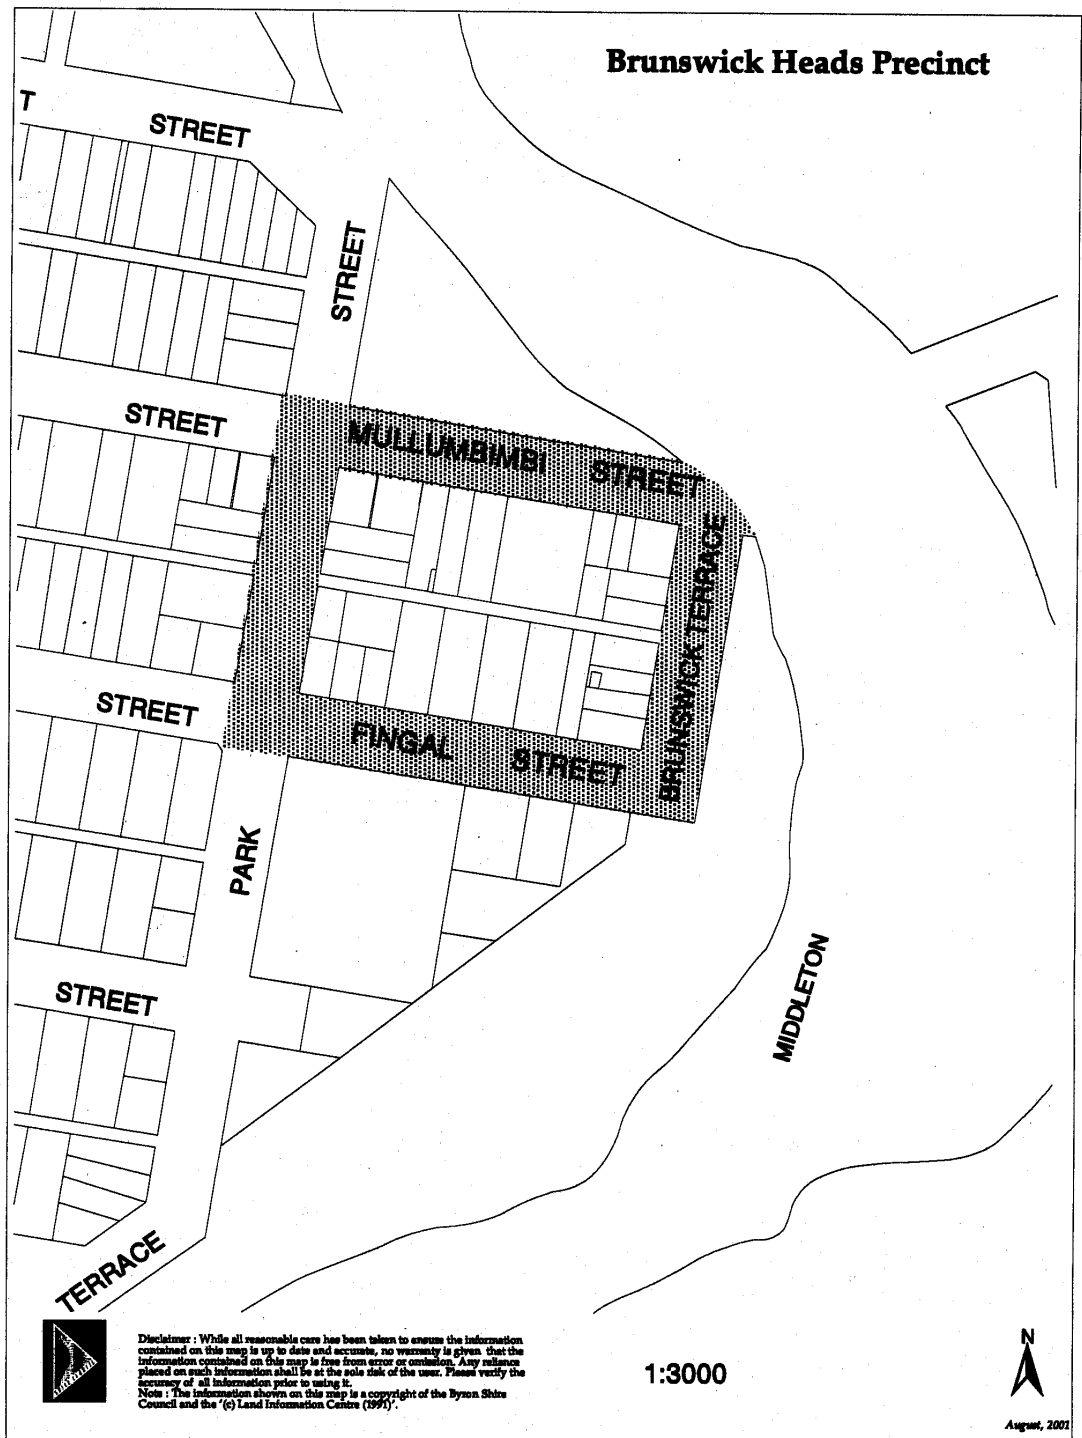 Brunswick Heads Precinct
T
STREET
STREET
STREET
MULLUMBIMBI STREET
BRUNSWICK TERRACE
STREET
FINGAL STREET
PARK
MIDDLETON
STREET
TERRACE
Disclaimer : While all reasonable care has been taken to ensure the information
contained on this map is up to date and accurate, no warranty is given that the
information contained on this map is free from error or omission. Any reliance
placed on such information shall be at the sole risk of the user. Please verify the
accuracy of all information prior to using it.
Note : The information shown on this map is a copyright of the Byron Shire
Council and the '(c) Land Information Centre (1991)'.
1:3000
N
August, 2001